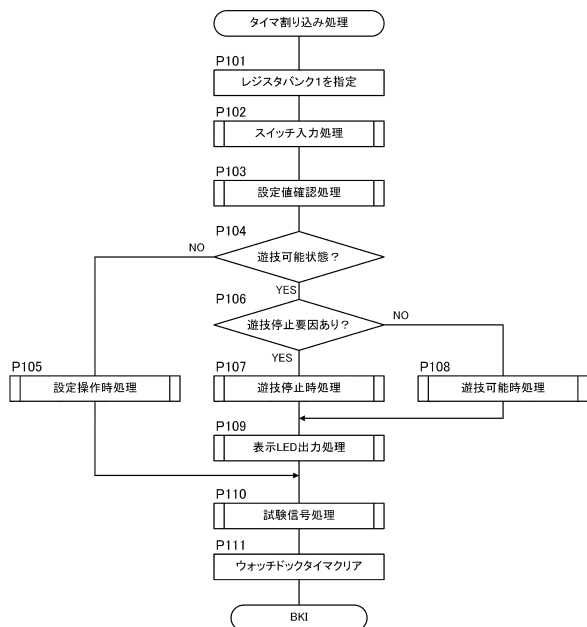 タイマ割り込み処理
P101
レジスタバンク1を指定
P102
スイッチ入力処理
P103
設定値確認処理
P104
NO
遊技可能状態？
YES
P106
NO
遊技停止要因あり？
YES
P105
P107
P108
設定操作時処理
遊技停止時処理
遊技可能時処理
P109
表示LED出力処理
P110
試験信号処理
P111
ウォッチドックタイマクリア
BKI